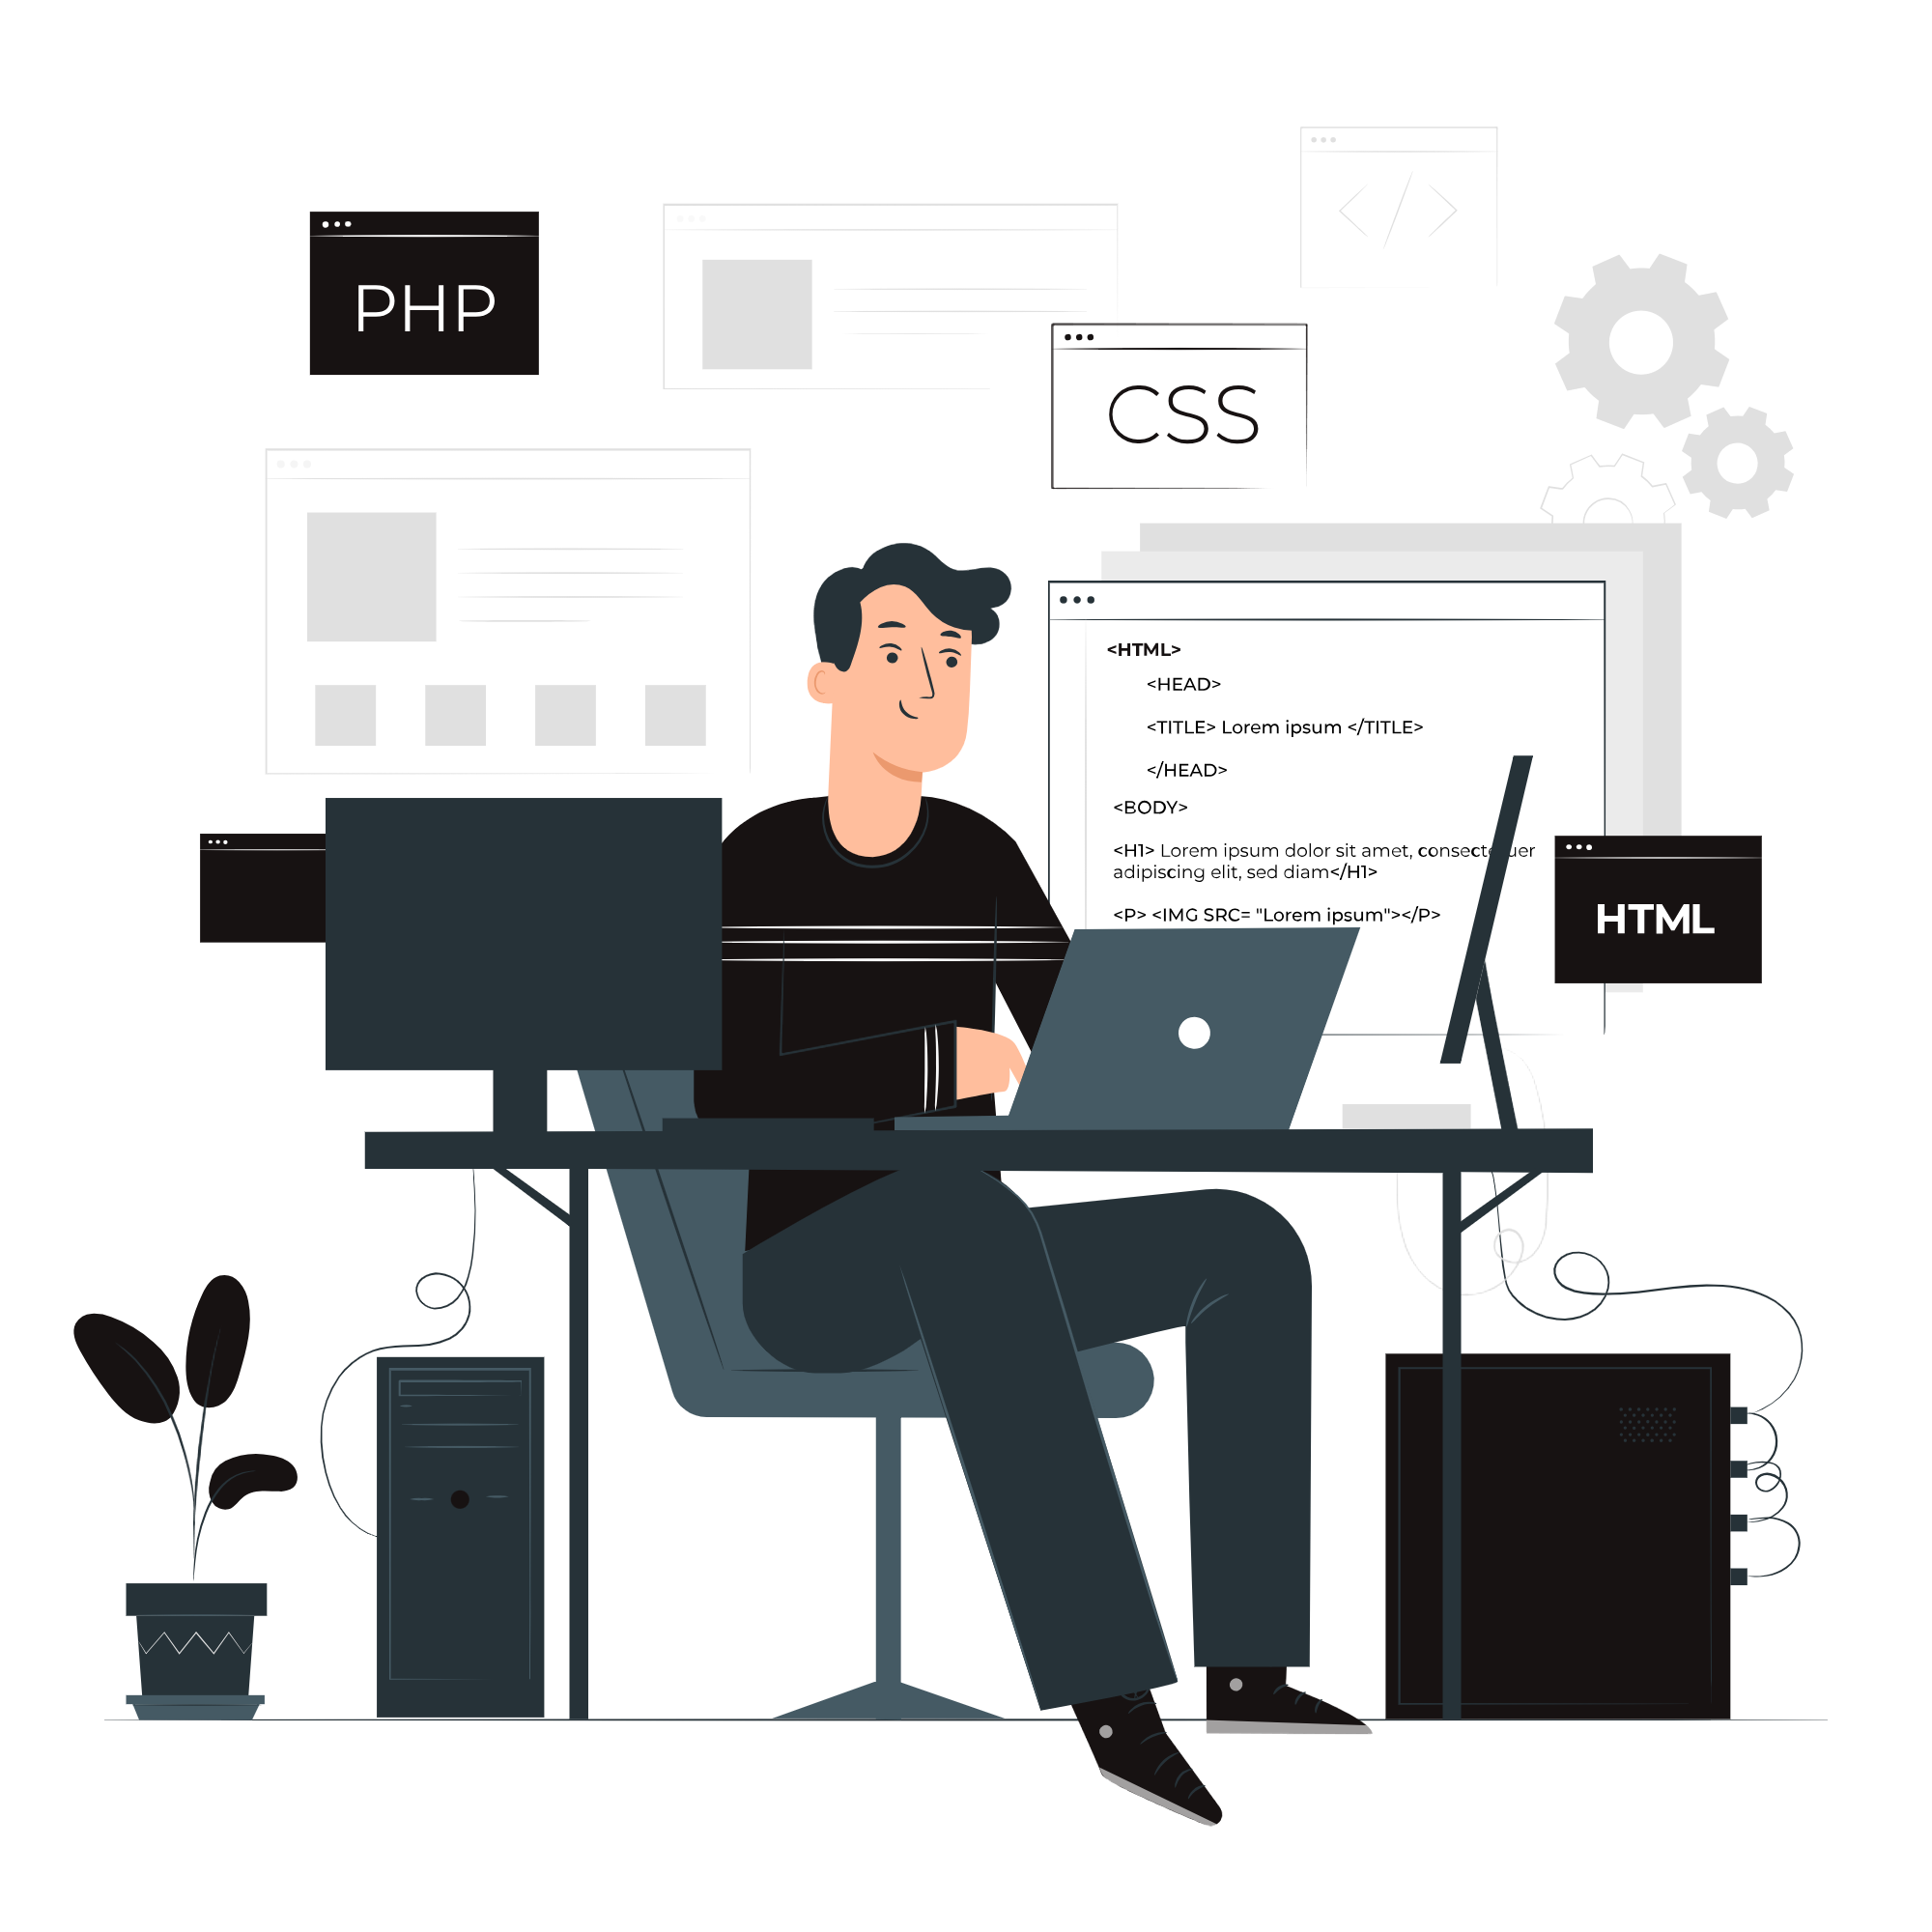 PHP
CSS
<HTML>
<HEAD>
<TITLE> Lorem ipsum </TITLE>
</HEAD>
<BODY>
<H1> Lorem ipsum dolor sit amet, uer
adipiscing elit, sed diam</H1>
<P> <IMG SRC= "Lorem ipsum"></P>
HTML